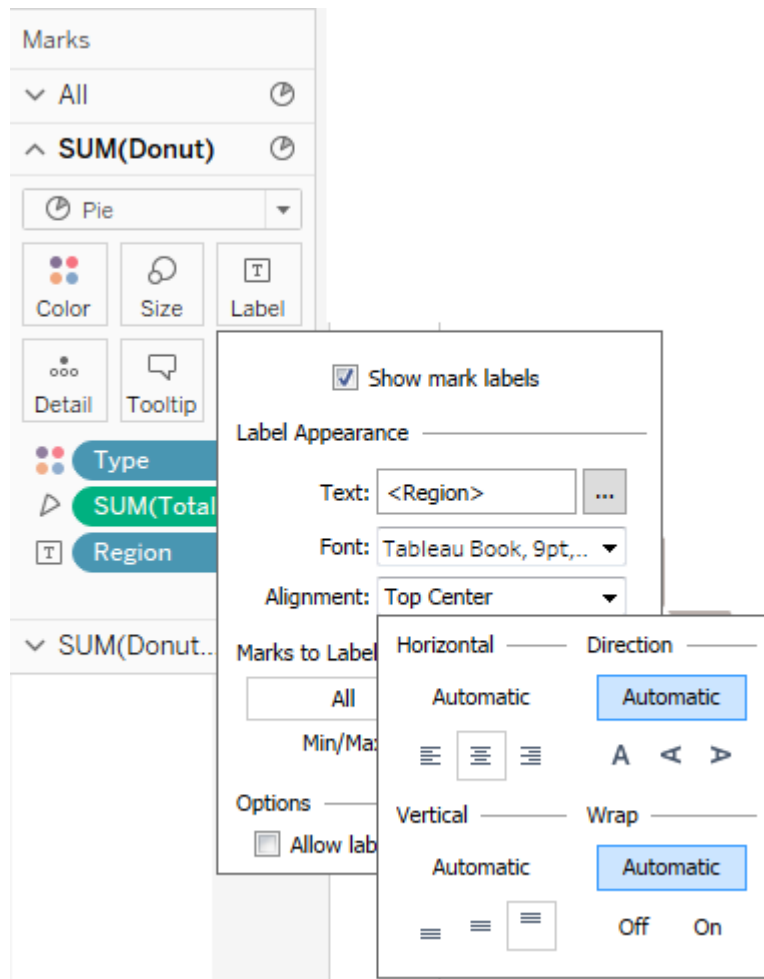 Marks
All
SUM(Donut)
Pie
Color Size Label
Show mark labels
Detail Tooltip
Label Appearance
Type
Text: <Region> ...
SUM(Total
Font: Tableau Book, 9pt,..
Region
Alignment: Top Center
SUM(Donut...
Marks to Label
Horizontal Direction
All
Automatic Automatic
Min/Max
A A A
Options
Vertical Wrap
Allow lab
Automatic Automatic
Off On